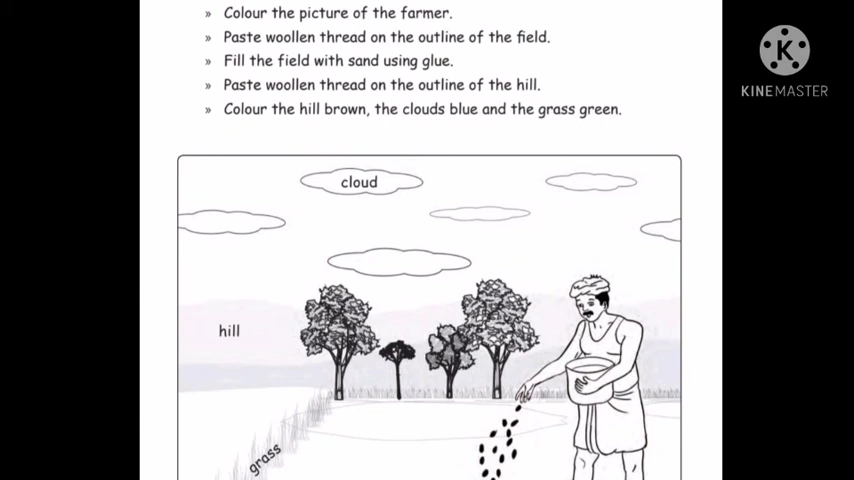 » Colour the picture of the farmer.
» Paste woollen thread on the outline of the field.
» Fill the field with sand using glue.
» Paste woollen thread on the outline of the hill.
» Colour the hill brown, the clouds blue and the grass green.
K
KINEMASTER
cloud
hill
grass